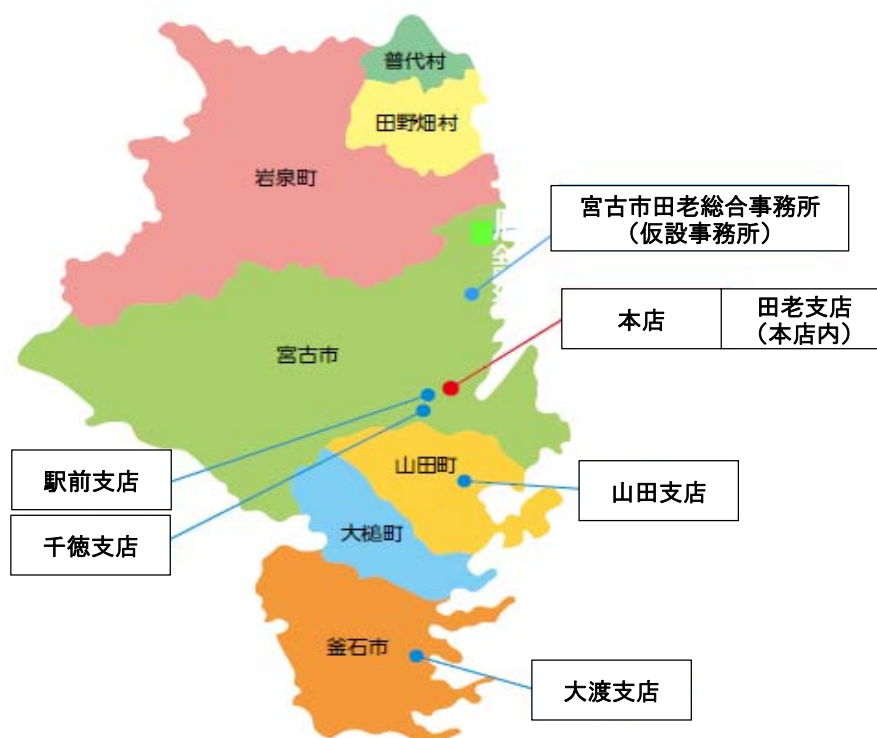 普代村
田野畑村
岩泉町
宮古市田老総合事務所
（仮設事務所）
本店
田老支店
（本店内）
宮古市
駅前支店
山田町
山田支店
千徳支店
大槌町
釜石市
大渡支店